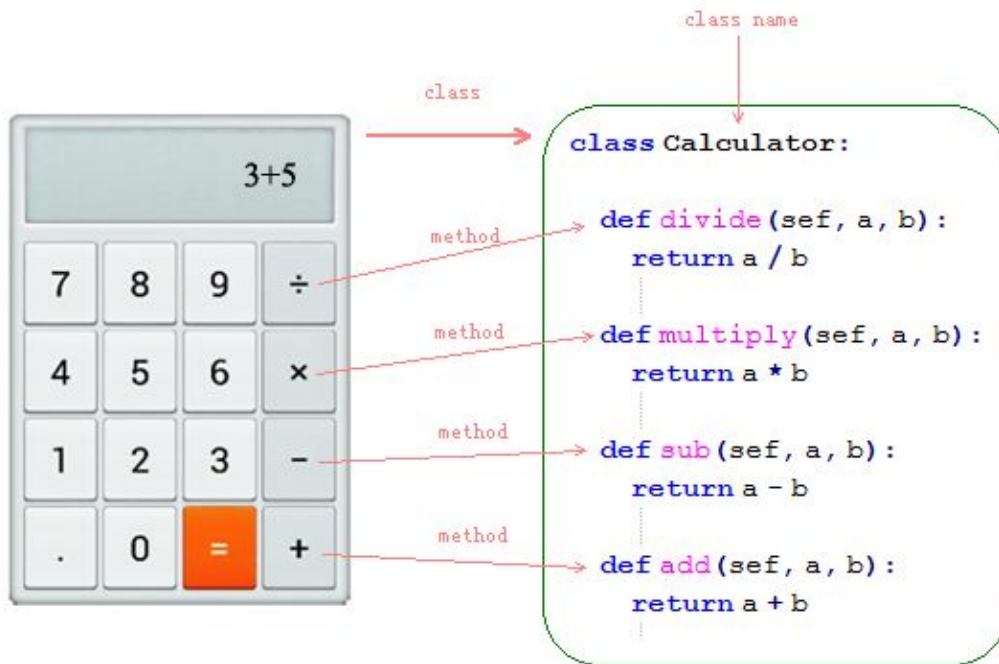 class name
class
class Calculator:
3+5
method
def divide(sef, a, b):
return a / b
7 8 9 ÷
method
def multiply(sef, a, b):
return a * b
4 5 6 ×
method
def sub(sef, a, b):
return a - b
1 2 3 -
method
def add(sef, a, b):
return a + b
. 0 = +